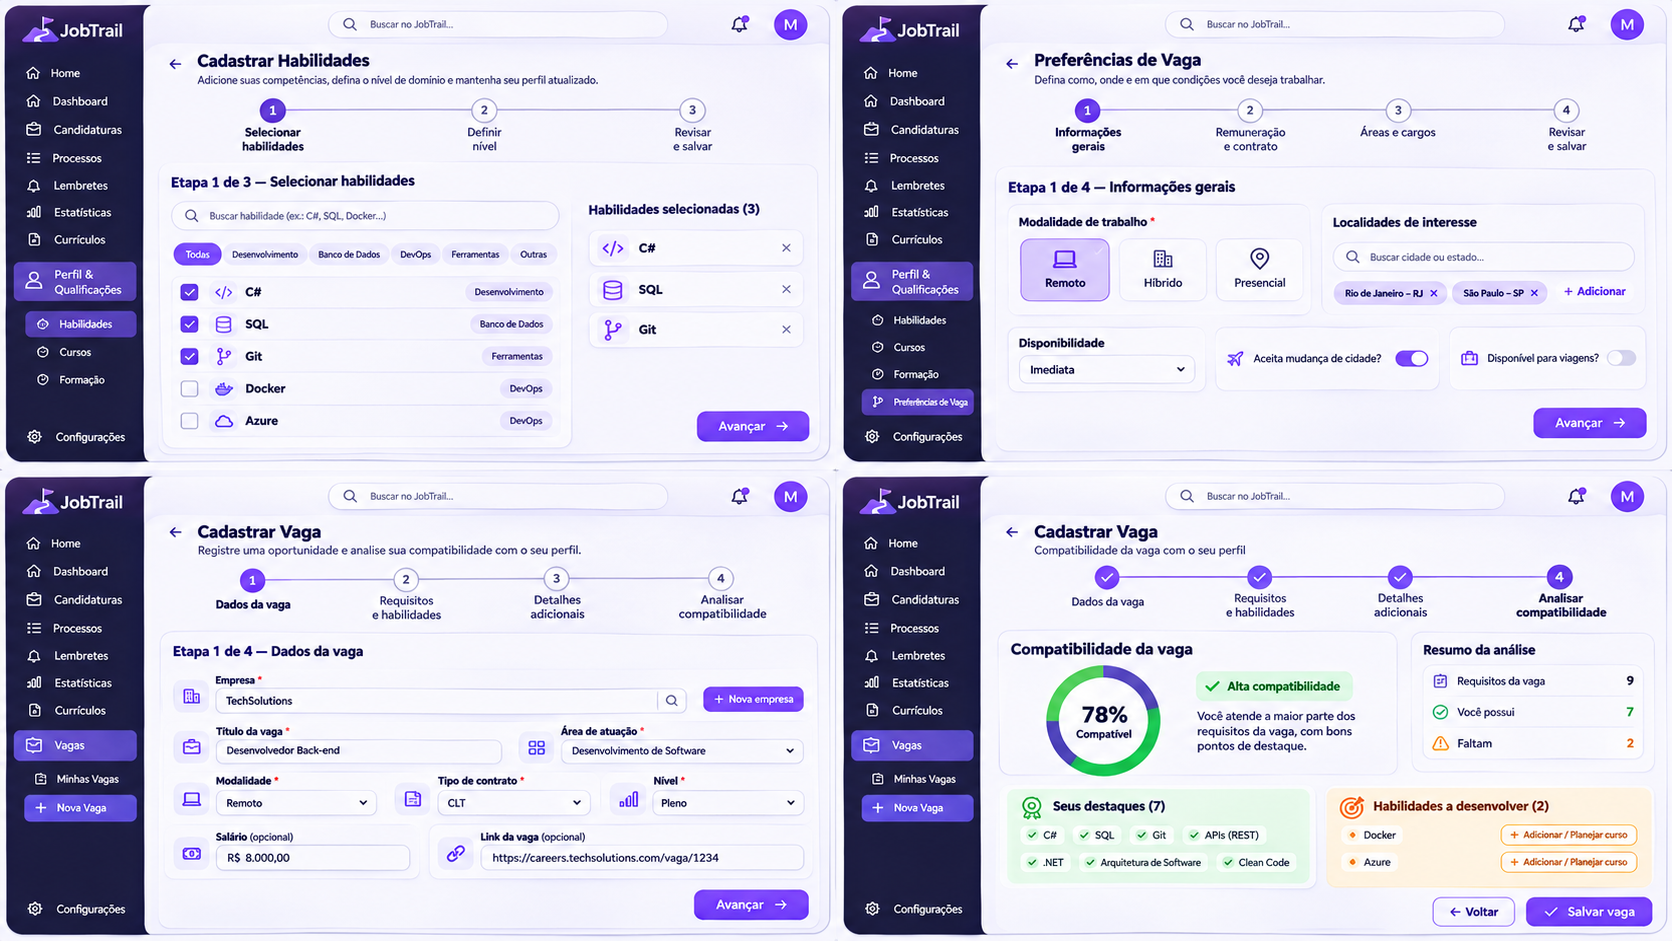 JobTrail
Buscar no JobTrail...
M
Home
Dashboard
Candidaturas
Processos
Lembretes
Estatísticas
Currículos
Perfil &
Qualificações
Habilidades
Cursos
Formação
Configurações
Cadastrar Habilidades
Adicione suas competências, defina o nível de domínio e mantenha seu perfil atualizado.
1
2
3
Selecionar
habilidades
Definir
nível
Revisar
e salvar
Etapa 1 de 3 — Selecionar habilidades
Buscar habilidade (ex.: C#, SQL, Docker...)
Todas
Desenvolvimento
Banco de Dados
DevOps
Ferramentas
Outras
C#
Desenvolvimento
SQL
Banco de Dados
Git
Ferramentas
Docker
DevOps
Azure
DevOps
Habilidades selecionadas (3)
C#
SQL
Git
Avançar
JobTrail
Buscar no JobTrail...
M
Home
Dashboard
Candidaturas
Processos
Lembretes
Estatísticas
Currículos
Perfil &
Qualificações
Habilidades
Cursos
Formação
Preferências de Vaga
Configurações
Preferências de Vaga
Defina como, onde e em que condições você deseja trabalhar.
1
2
3
4
Informações
gerais
Remuneração
e contrato
Áreas e cargos
Revisar
e salvar
Etapa 1 de 4 — Informações gerais
Modalidade de trabalho *
Remoto
Híbrido
Presencial
Localidades de interesse
Buscar cidade ou estado...
Rio de Janeiro – RJ
São Paulo – SP
+ Adicionar
Disponibilidade
Imediata
Aceita mudança de cidade?
Disponível para viagens?
Avançar
JobTrail
Buscar no JobTrail...
M
Home
Dashboard
Candidaturas
Processos
Lembretes
Estatísticas
Currículos
Vagas
Minhas Vagas
+ Nova Vaga
Configurações
Cadastrar Vaga
Registre uma oportunidade e analise sua compatibilidade com o seu perfil.
1
2
3
4
Dados da vaga
Requisitos
e habilidades
Detalhes
adicionais
Analisar
compatibilidade
Etapa 1 de 4 — Dados da vaga
Empresa *
TechSolutions
+ Nova empresa
Título da vaga *
Desenvolvedor Back-end
Área de atuação *
Desenvolvimento de Software
Modalidade *
Remoto
Tipo de contrato *
CLT
Nível *
Pleno
Salário (opcional)
R$ 8.000,00
Link da vaga (opcional)
https://careers.techsolutions.com/vaga/1234
Avançar
JobTrail
Buscar no JobTrail...
M
Home
Dashboard
Candidaturas
Processos
Lembretes
Estatísticas
Currículos
Vagas
Minhas Vagas
+ Nova Vaga
Configurações
Cadastrar Vaga
Compatibilidade da vaga com o seu perfil
4
Dados da vaga
Requisitos
e habilidades
Detalhes
adicionais
Analisar
compatibilidade
Compatibilidade da vaga
78%
Compatível
Alta compatibilidade
Você atende a maior parte dos
requisitos da vaga, com bons
pontos de destaque.
Resumo da análise
Requisitos da vaga 9
Você possui 7
Faltam 2
Seus destaques (7)
C#
SQL
Git
APIs (REST)
.NET
Arquitetura de Software
Clean Code
Habilidades a desenvolver (2)
Docker
+ Adicionar / Planejar curso
Azure
+ Adicionar / Planejar curso
Voltar
Salvar vaga